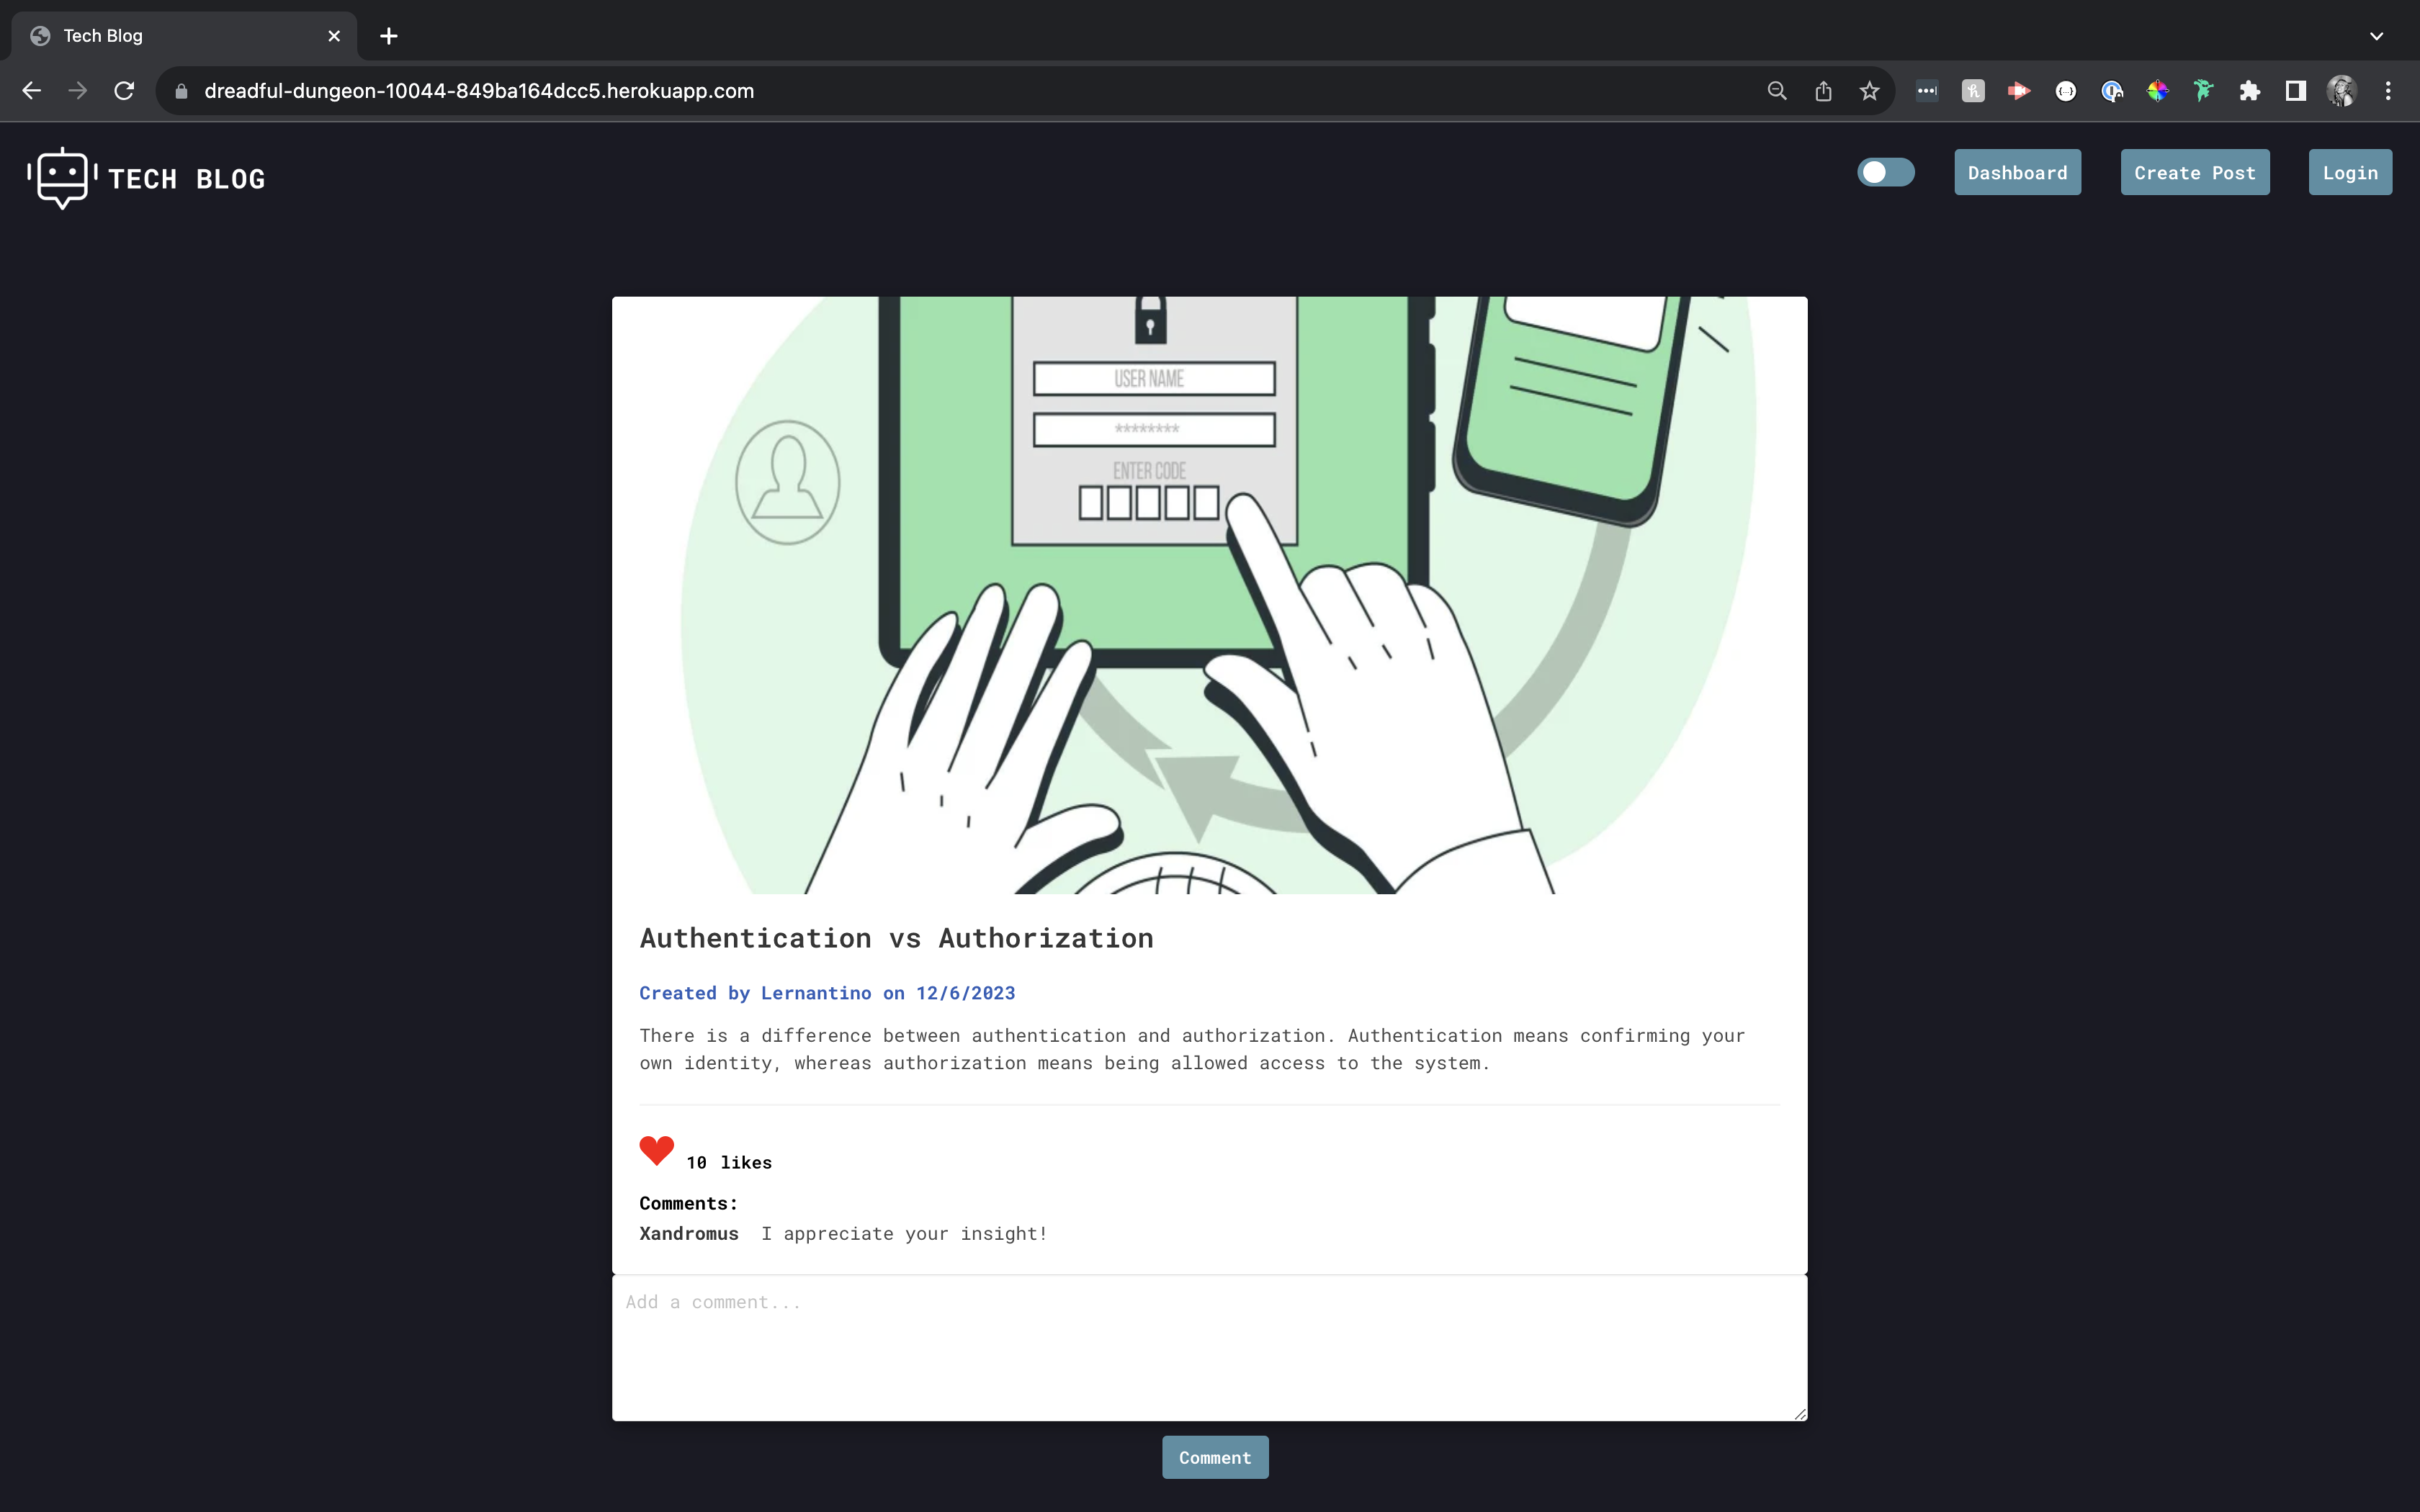 Tech Blog
dreadful-dungeon-10044-849ba164dcc5.herokuapp.com
TECH BLOG
Dashboard
Create Post
Login
USER NAME
********
ENTER CODE
Authentication vs Authorization
Created by Lernantino on 12/6/2023
There is a difference between authentication and authorization. Authentication means confirming your
own identity, whereas authorization means being allowed access to the system.
10 likes
Comments:
Xandromus I appreciate your insight!
Add a comment...
Comment